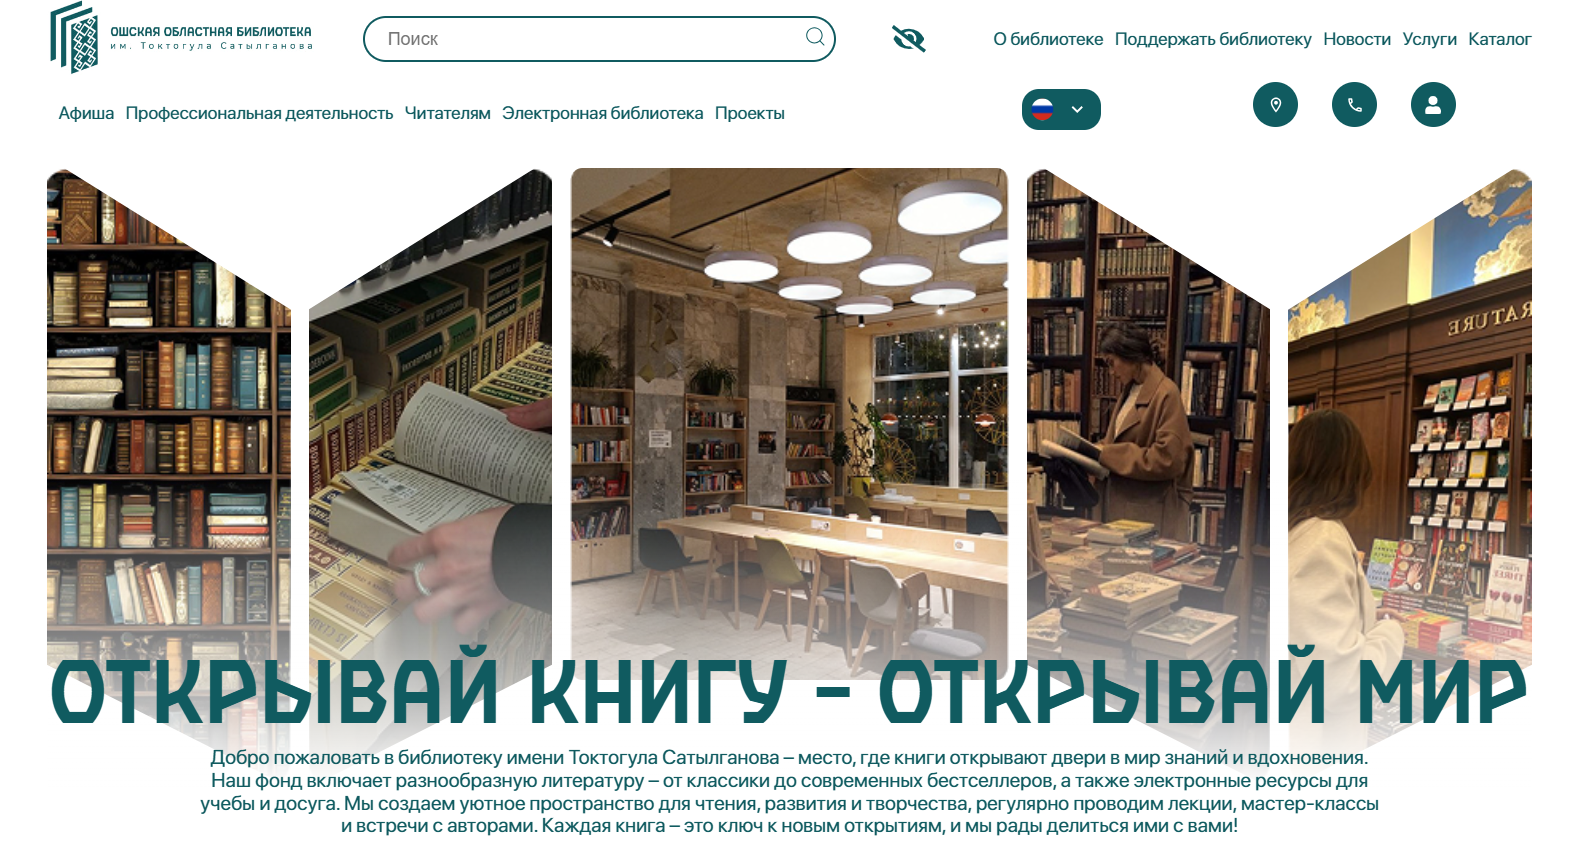 ОШСКАЯ ОБЛАСТНАЯ БИБЛИОТЕКА
им. Токтогула Сатылганова
Поиск
О библиотеке Поддержать библиотеку Новости Услуги Каталог
Афиша Профессиональная деятельность Читателям Электронная библиотека Проекты
RATURE
ОТКРЫВАЙ КНИГУ - ОТКРЫВАЙ МИР
Добро пожаловать в библиотеку имени Токтогула Сатылганова – место, где книги открывают двери в мир знаний и вдохновения.
Наш фонд включает разнообразную литературу – от классики до современных бестселлеров, а также электронные ресурсы для
учебы и досуга. Мы создаем уютное пространство для чтения, развития и творчества, регулярно проводим лекции, мастер-классы
и встречи с авторами. Каждая книга – это ключ к новым открытиям, и мы рады делиться ими с вами!